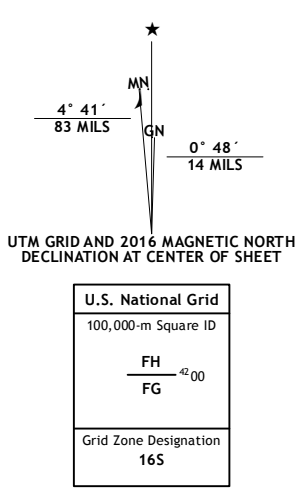 ★
MN
GN
4° 41´
83 MILS
0° 48´
14 MILS
UTM GRID AND 2016 MAGNETIC NORTH
DECLINATION AT CENTER OF SHEET
U.S. National Grid
100,000-m Square ID
FH
FG
4200
Grid Zone Designation
16S